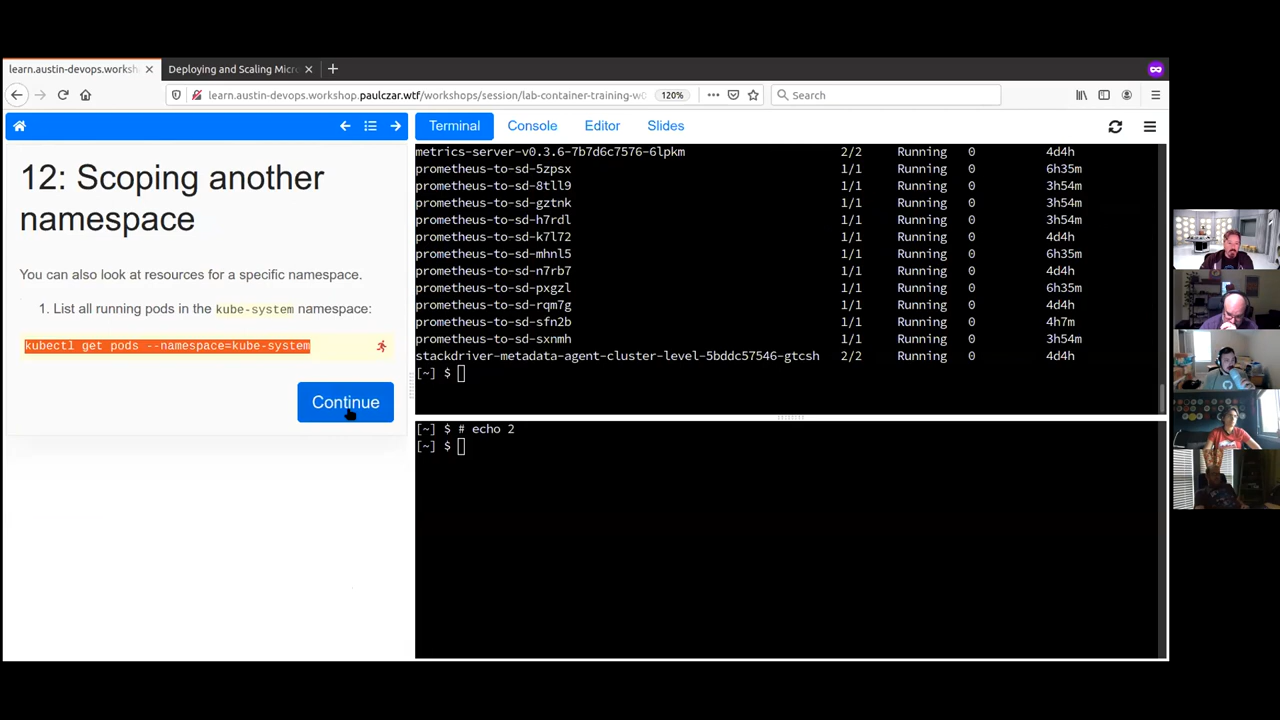 learn.austin-devops.worksh
Deploying and Scaling Micr
learn.austin-devops.workshop.paulczar.wtf/workshops/session/lab-container-training-w
120%
Search
Terminal
Console
Editor
Slides
12: Scoping another
namespace
You can also look at resources for a specific namespace.
1. List all running pods in the kube-system namespace:
kubectl get pods --namespace=kube-system
Continue
metrics-server-v0.3.6-7b7d6c7576-6lpkm 2/2 Running 0 4d4h
prometheus-to-sd-5zpsx 1/1 Running 0 6h35m
prometheus-to-sd-8tll9 1/1 Running 0 3h54m
prometheus-to-sd-gztnk 1/1 Running 0 3h54m
prometheus-to-sd-h7rdl 1/1 Running 0 3h54m
prometheus-to-sd-k7l72 1/1 Running 0 4d4h
prometheus-to-sd-mhnl5 1/1 Running 0 6h35m
prometheus-to-sd-n7rb7 1/1 Running 0 4d4h
prometheus-to-sd-pxgzl 1/1 Running 0 6h35m
prometheus-to-sd-rqm7g 1/1 Running 0 4d4h
prometheus-to-sd-sfn2b 1/1 Running 0 4h7m
prometheus-to-sd-sxnmh 1/1 Running 0 3h54m
stackdriver-metadata-agent-cluster-level-5bddc57546-gtcsh 2/2 Running 0 4d4h
[~] $
[~] $ # echo 2
[~] $